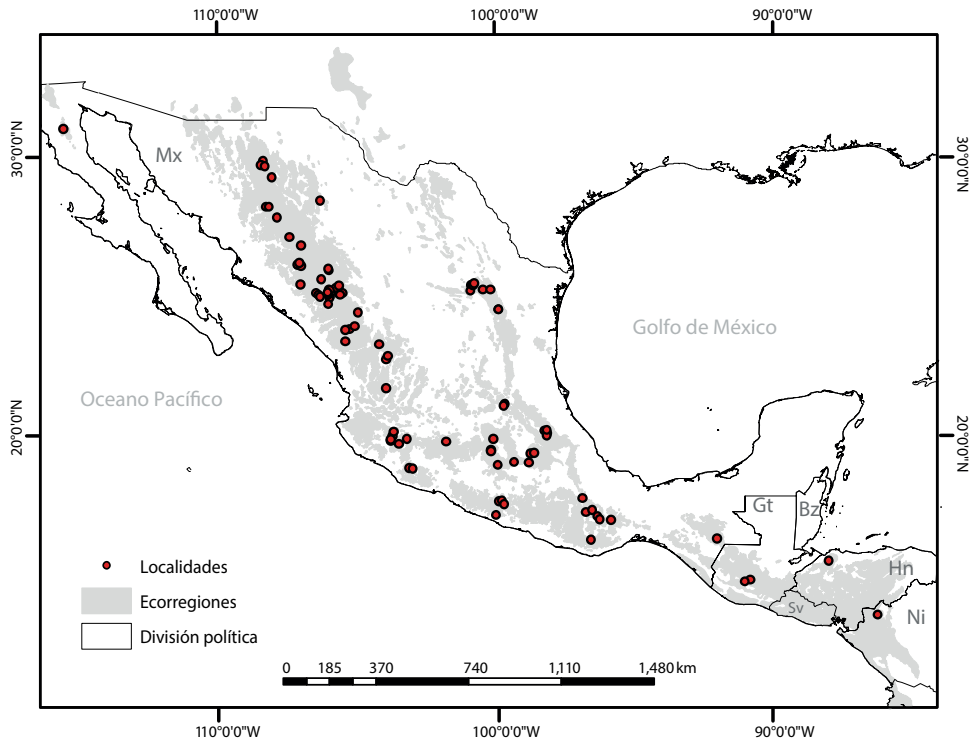 110°0'0"W 100°0'0"W 90°0'0"W
30°0'0"N
30°0'0"N
Mx
Golfo de México
Oceano Pacífico
20°0'0"N
20°0'0"N
Gt
Bz
Hn
Sv
Ni
Localidades
Ecorregiones
División política
0 185 370 740 1,110 1,480 km
110°0'0"W 100°0'0"W 90°0'0"W